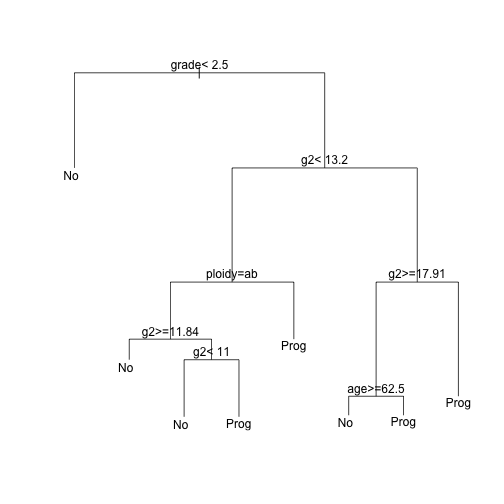 grade< 2.5
No
g2< 13.2
ploidy=ab
g2>=17.91
g2>=11.84
Prog
No
g2< 11
age>=62.5
Prog
No
Prog
No
Prog